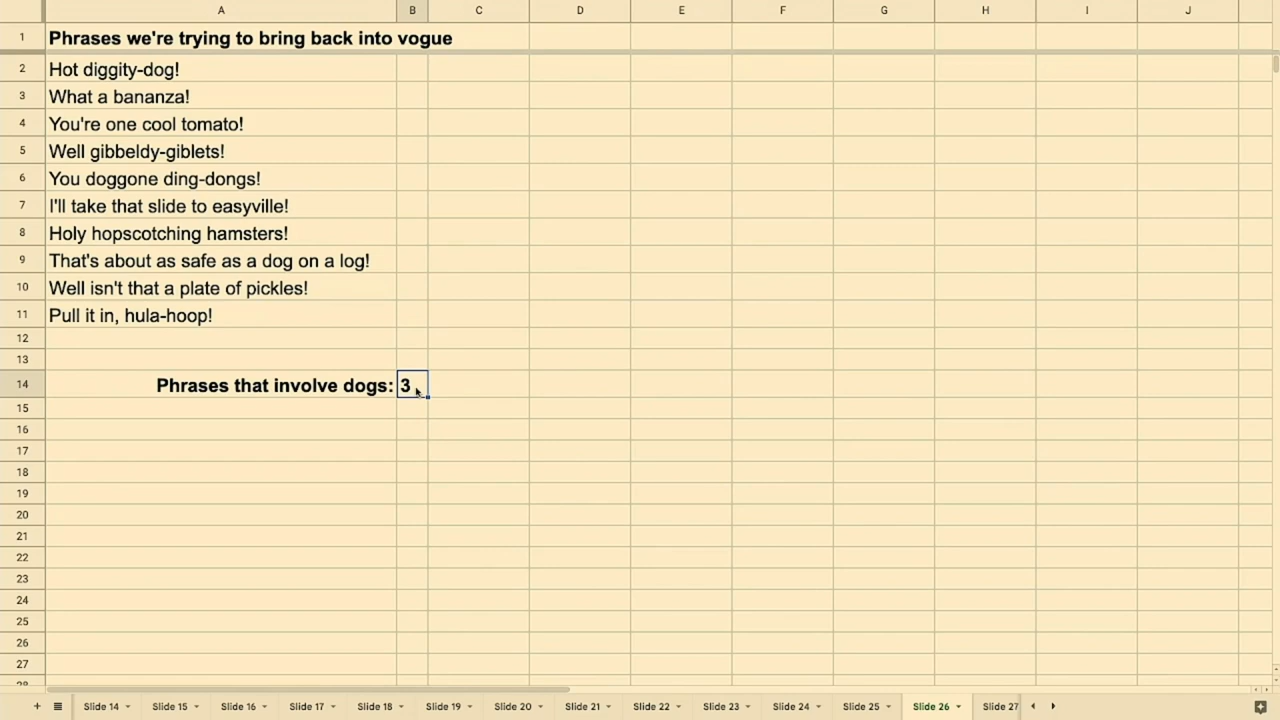 A B C D E F G H I J
1 Phrases we're trying to bring back into vogue
2 Hot diggity-dog!
3 What a bananza!
4 You're one cool tomato!
5 Well gibbeldy-giblets!
6 You doggone ding-dongs!
7 I'll take that slide to easyville!
8 Holy hopscotching hamsters!
9 That's about as safe as a dog on a log!
10 Well isn't that a plate of pickles!
11 Pull it in, hula-hoop!
12
13
14 Phrases that involve dogs: 3
15
16
17
18
19
20
21
22
23
24
25
26
27
28
Slide 14 Slide 15 Slide 16 Slide 17 Slide 18 Slide 19 Slide 20 Slide 21 Slide 22 Slide 23 Slide 24 Slide 25 Slide 26 Slide 27